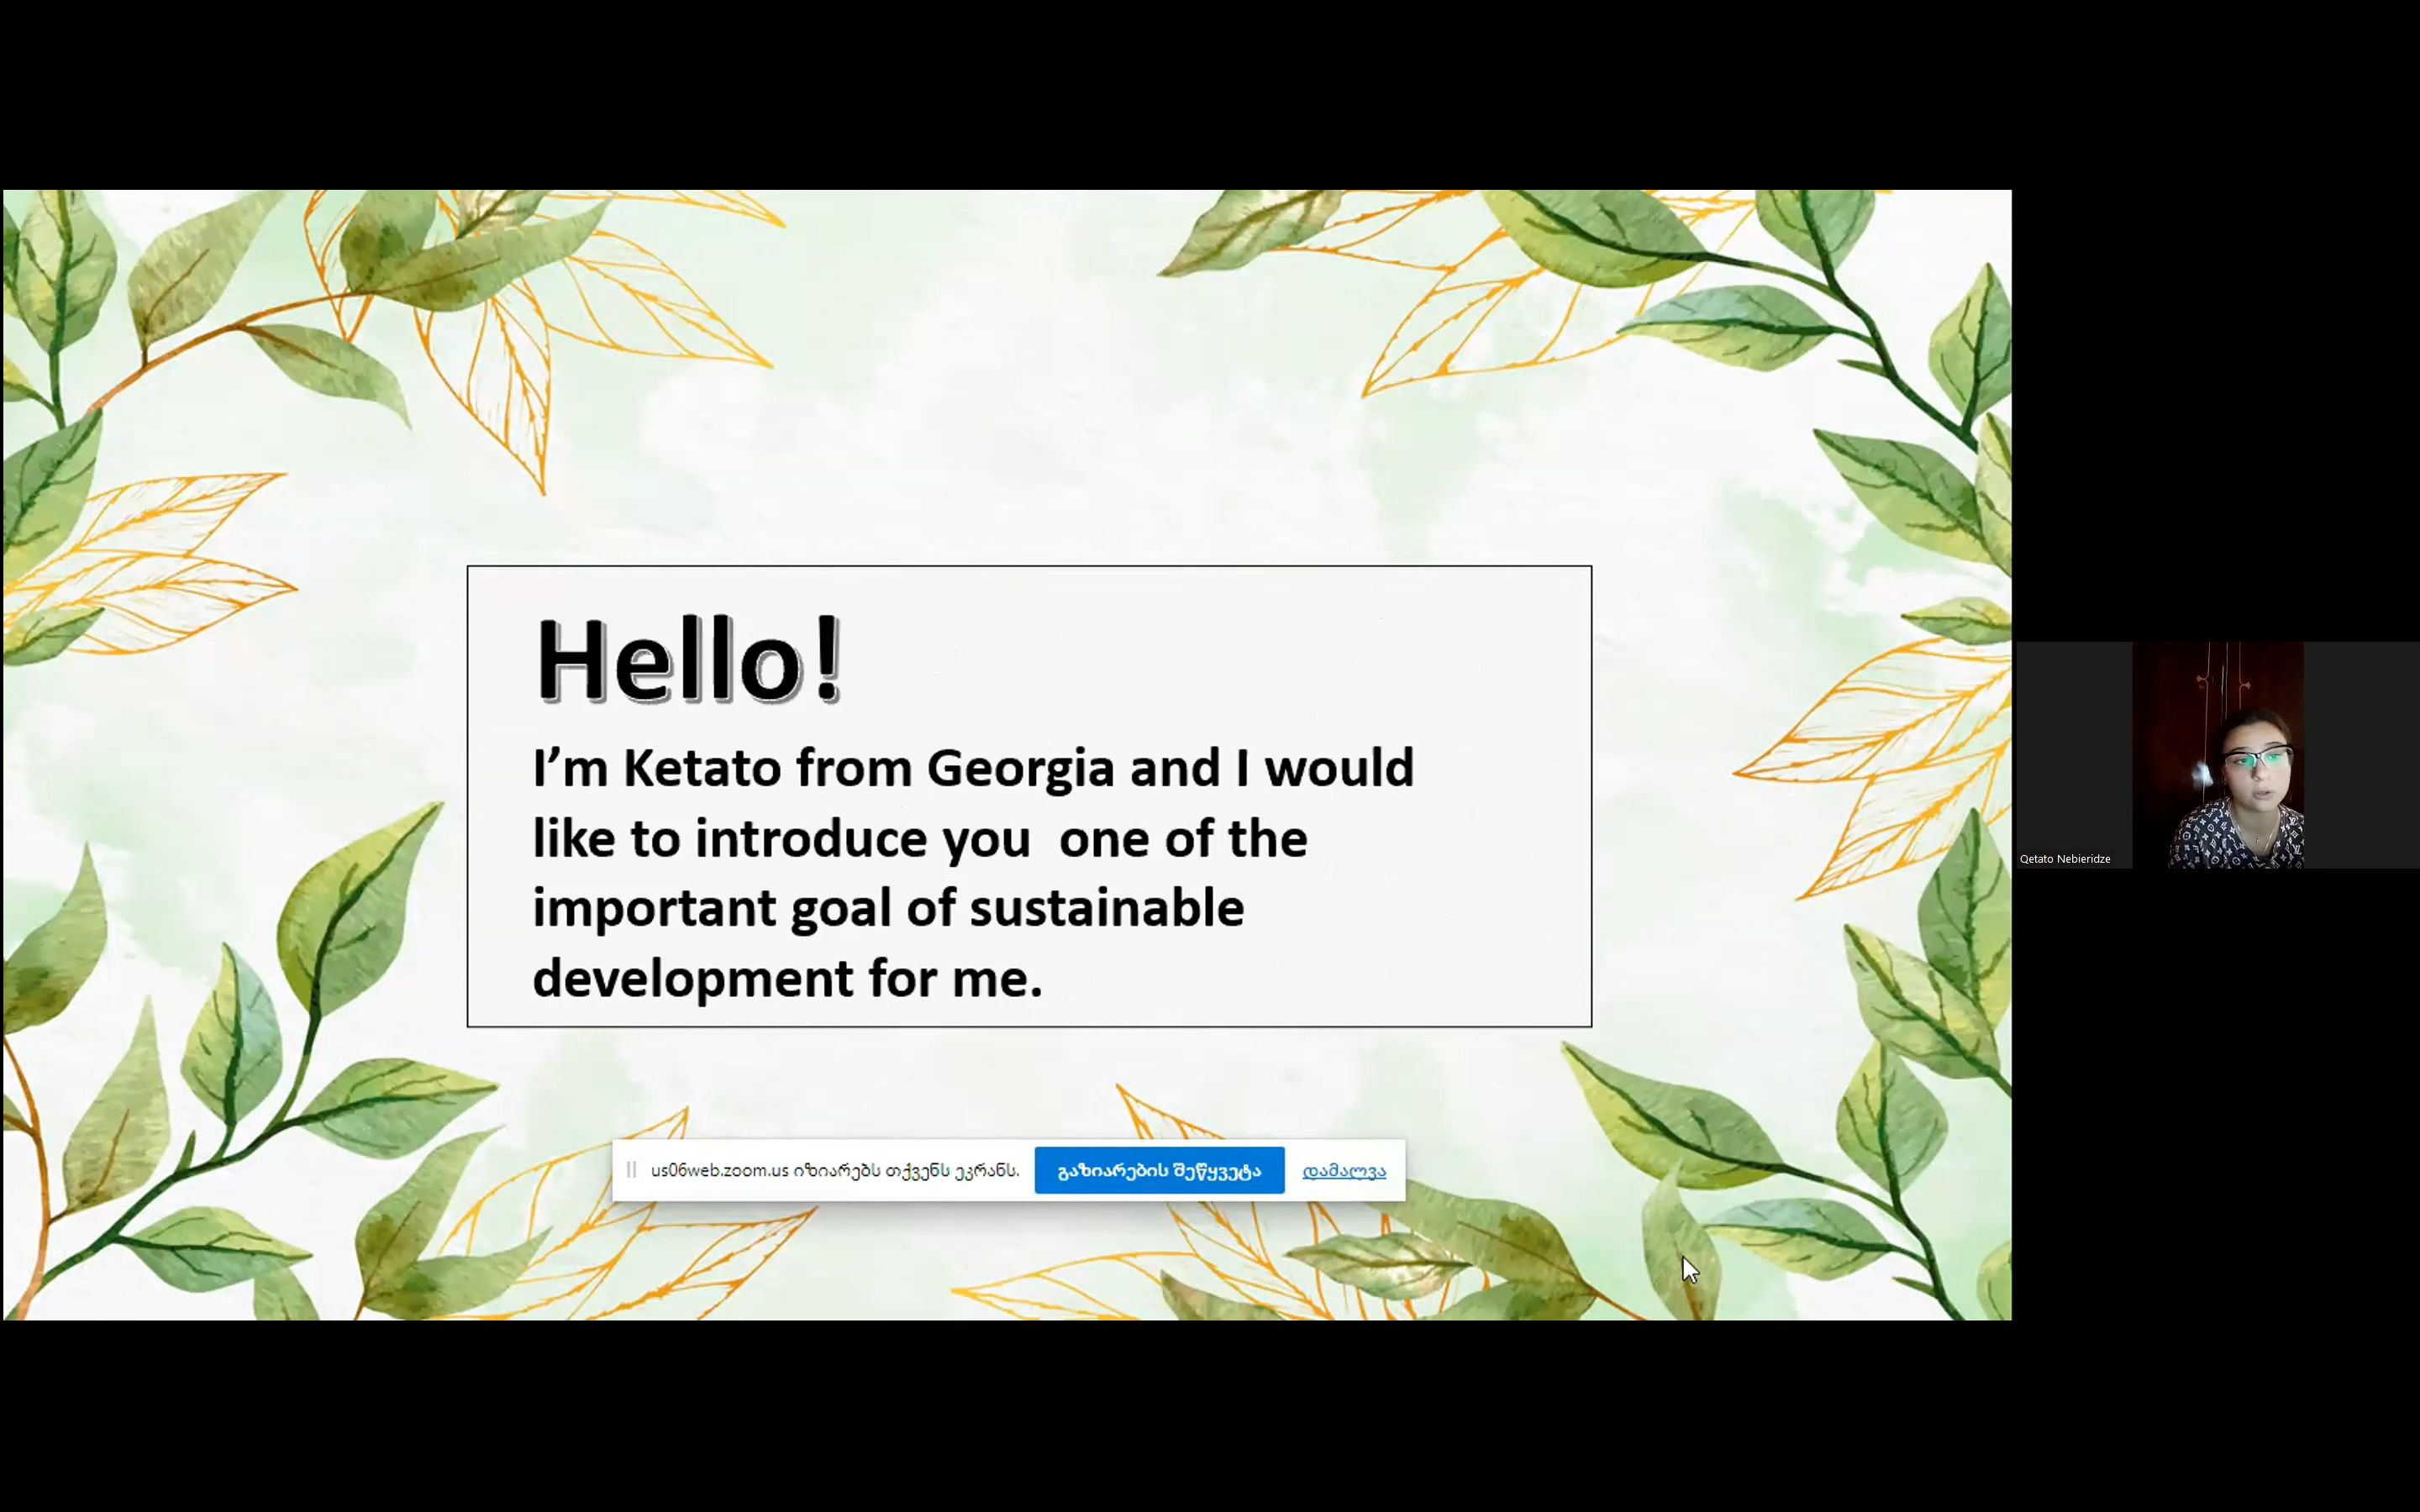 Hello!
I’m Ketato from Georgia and I would
like to introduce you  one of the
important goal of sustainable
development for me.
us06web.zoom.us იზიარებს თქვენს ეკრანს.
გაზიარების შეწყვეტა
დამალვა
Qetato Nebieridze